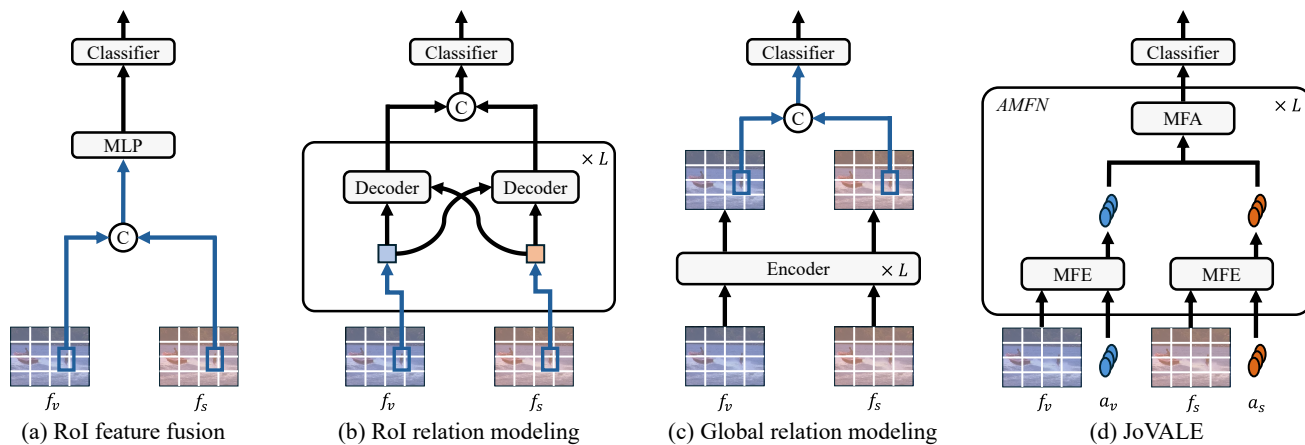 Classifier
MLP
C
f_v
f_s
(a) RoI feature fusion
Classifier
C
× L
Decoder
Decoder
f_v
f_s
(b) RoI relation modeling
Classifier
C
Encoder
× L
f_v
f_s
(c) Global relation modeling
Classifier
AMFN
× L
MFA
MFE
MFE
f_v
a_v
f_s
a_s
(d) JoVALE